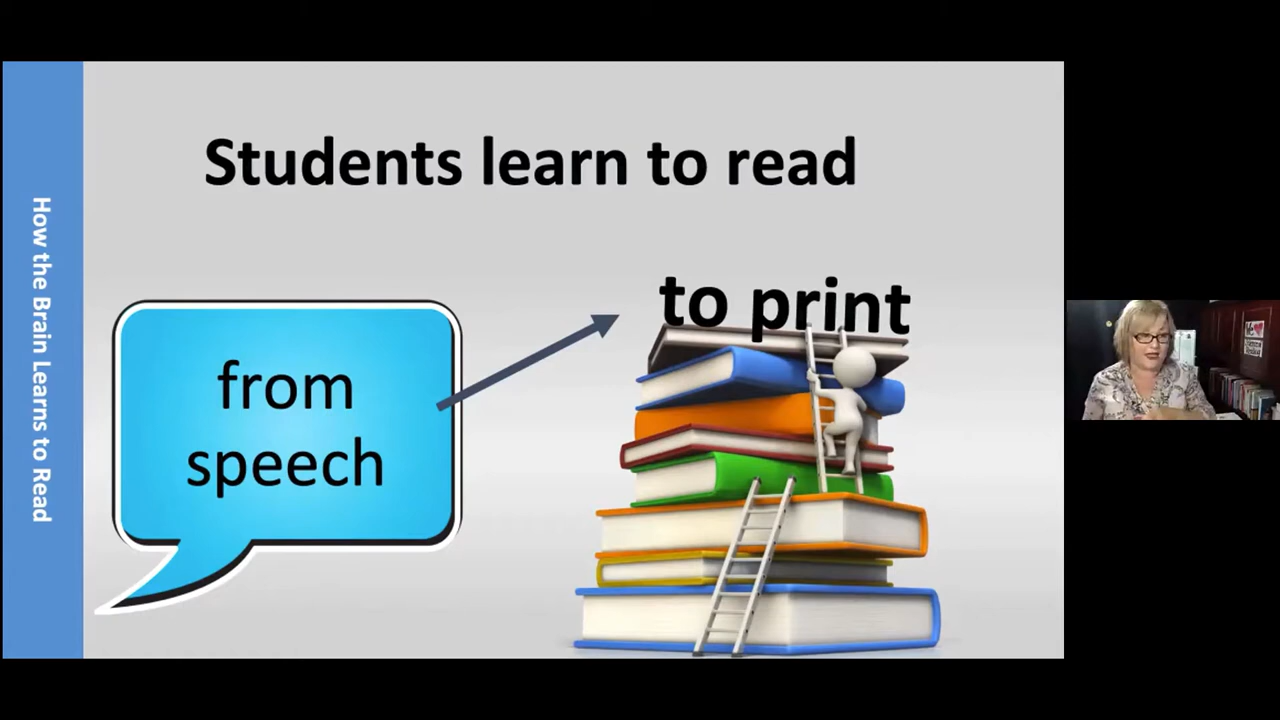 Students learn to read
to print
from
speech
How the Brain Learns to Read